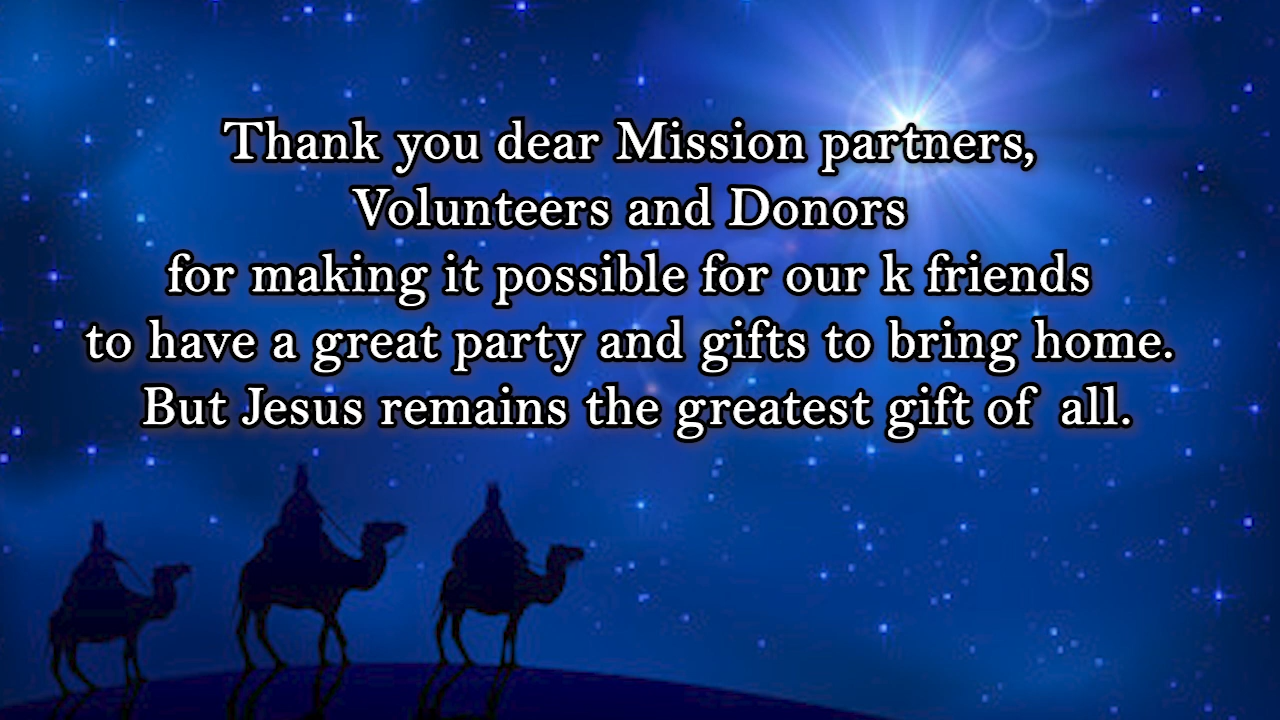 Thank you dear Mission partners,
Volunteers and Donors
for making it possible for our k friends
to have a great party and gifts to bring home.
But Jesus remains the greatest gift of  all.